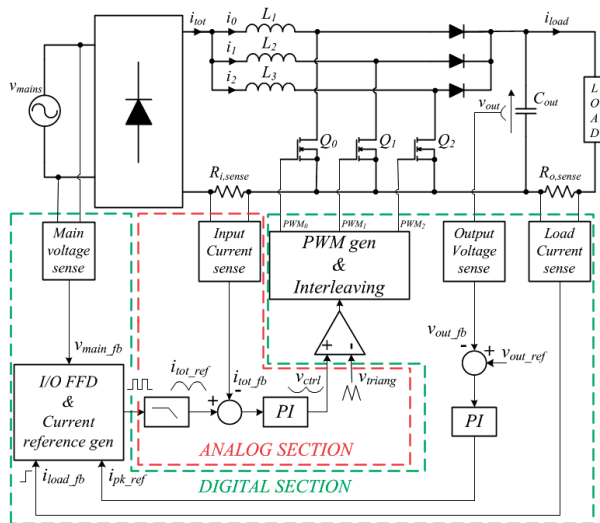 i_tot
i_0
L_1
i_load
i_1
L_2
i_2
L_3
v_mains
v_out
C_out
L
O
A
D
Q_0
Q_1
Q_2
R_i,sense
R_o,sense
Main
voltage
sense
Input
Current
sense
PWM_0
PWM_1
PWM_2
PWM gen
&
Interleaving
Output
Voltage
sense
Load
Current
sense
v_main_fb
v_out_fb
-
+
v_out_ref
+
-
i_tot_ref
i_tot_fb
v_ctrl
v_triang
I/O FFD
&
Current
reference gen
+
-
PI
PI
ANALOG SECTION
i_load_fb
i_pk_ref
DIGITAL SECTION